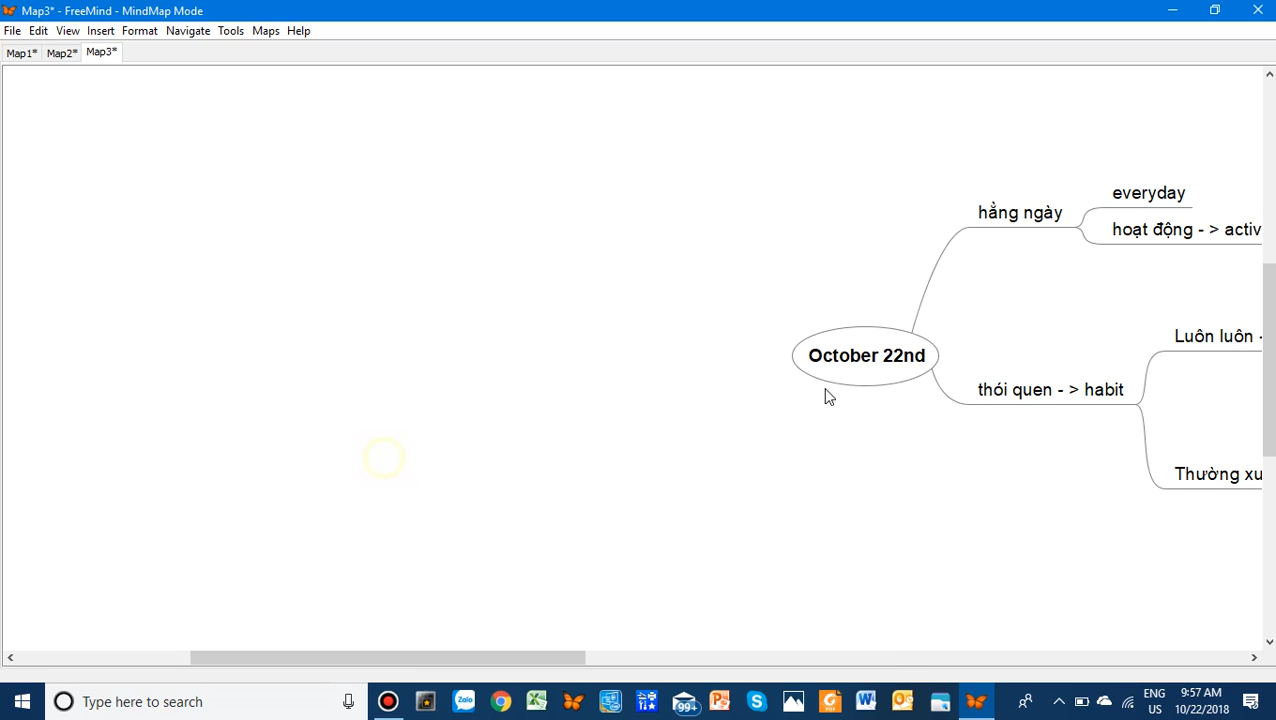 Map3* - FreeMind - MindMap Mode
File Edit View Insert Format Navigate Tools Maps Help
Map1* Map2* Map3*
everyday
hằng ngày
hoạt động - > activ
Luôn luôn -
October 22nd
thói quen - > habit
Thường xu
Type here to search
99+
Zalo
ENG
US
9:57 AM
10/22/2018